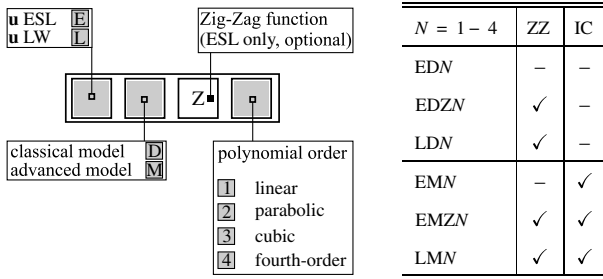 u ESL E
u LW L
Zig-Zag function
(ESL only, optional)
Z
classical model D
advanced model M
polynomial order
1 linear
2 parabolic
3 cubic
4 fourth-order
N = 1 – 4 ZZ IC
EDN – –
EDZN ✓ –
LDN ✓ –
EMN – ✓
EMZN ✓ ✓
LMN ✓ ✓